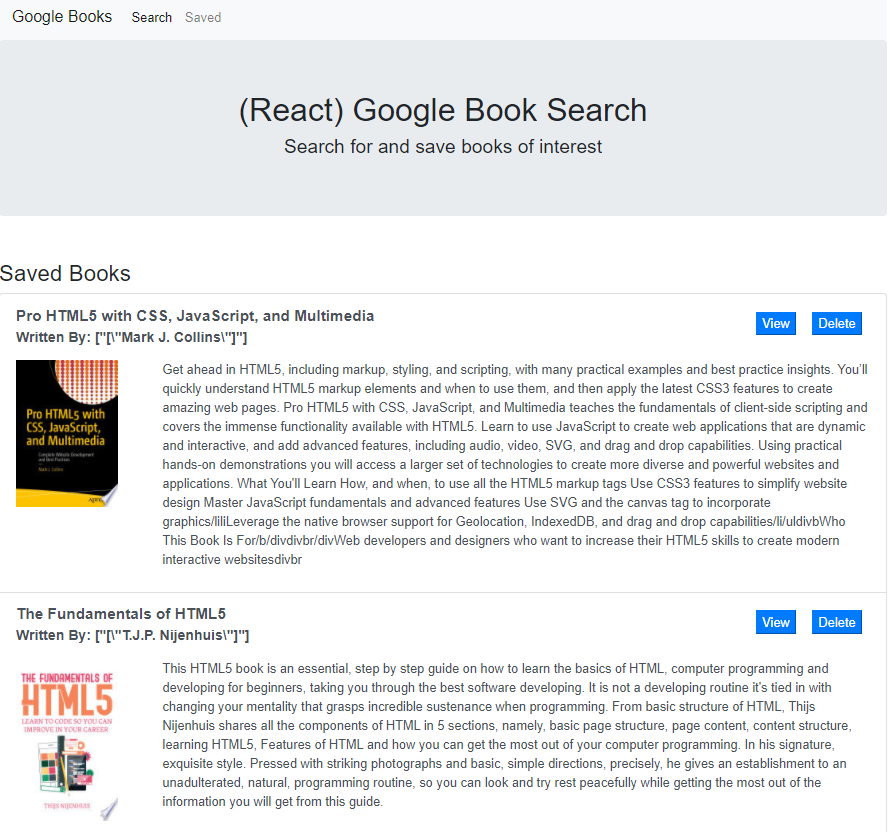 Google Books Search Saved
(React) Google Book Search
Search for and save books of interest
Saved Books
Pro HTML5 with CSS, JavaScript, and Multimedia
View Delete
Written By: ["[\"Mark J. Collins\"]"]
Pro HTML5 with
CSS, JavaScript,
and Multimedia
Complete Website Development
and Best Practices
Mark J. Collins
Get ahead in HTML5, including markup, styling, and scripting, with many practical examples and best practice insights. You'll
quickly understand HTML5 markup elements and when to use them, and then apply the latest CSS3 features to create
amazing web pages. Pro HTML5 with CSS, JavaScript, and Multimedia teaches the fundamentals of client-side scripting and
covers the immense functionality available with HTML5. Learn to use JavaScript to create web applications that are dynamic
and interactive, and add advanced features, including audio, video, SVG, and drag and drop capabilities. Using practical
hands-on demonstrations you will access a larger set of technologies to create more diverse and powerful websites and
applications. What You'll Learn How, and when, to use all the HTML5 markup tags Use CSS3 features to simplify website
design Master JavaScript fundamentals and advanced features Use SVG and the canvas tag to incorporate
graphics/liliLeverage the native browser support for Geolocation, IndexedDB, and drag and drop capabilities/li/uldivbWho
This Book Is For/b/divdivbr/divWeb developers and designers who want to increase their HTML5 skills to create modern
interactive websitesdivbr
The Fundamentals of HTML5
View Delete
Written By: ["[\"T.J.P. Nijenhuis\"]"]
THE FUNDAMENTALS OF
HTML5
LEARN TO CODE SO YOU CAN
IMPROVE IN YOUR CAREER
THIJS NIJENHUIS
This HTML5 book is an essential, step by step guide on how to learn the basics of HTML, computer programming and
developing for beginners, taking you through the best software developing. It is not a developing routine it's tied in with
changing your mentality that grasps incredible sustenance when programming. From basic structure of HTML, Thijs
Nijenhuis shares all the components of HTML in 5 sections, namely, basic page structure, page content, content structure,
learning HTML5, Features of HTML and how you can get the most out of your computer programming. In his signature,
exquisite style. Pressed with striking photographs and basic, simple directions, precisely, he gives an establishment to an
unadulterated, natural, programming routine, so you can look and try rest peacefully while getting the most out of the
information you will get from this guide.